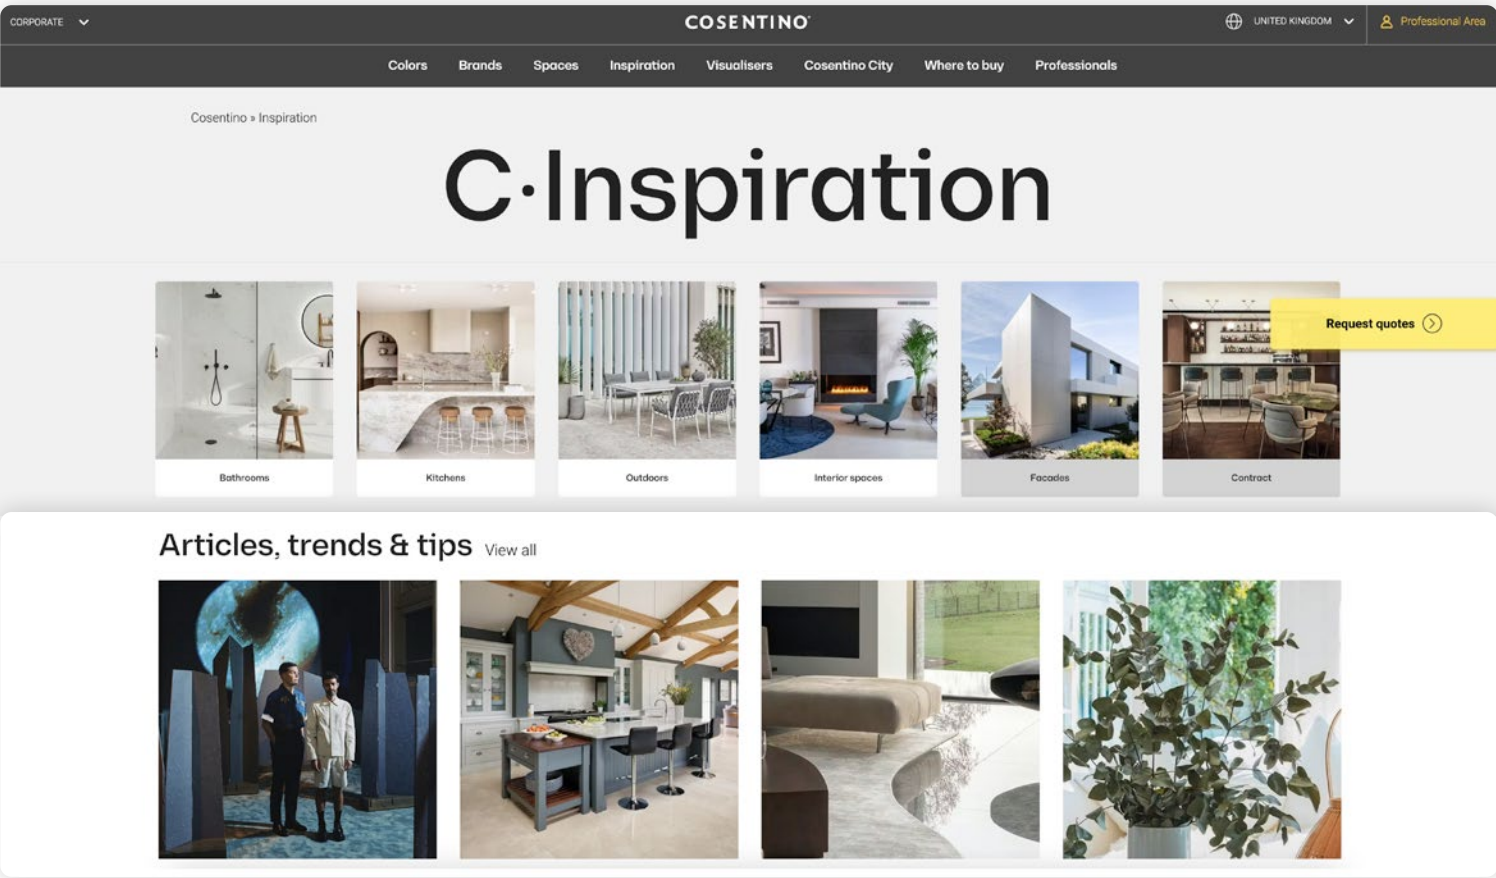 CORPORATE
COSENTINO
UNITED KINGDOM
Professional Area
Colors Brands Spaces Inspiration Visualisers Cosentino City Where to buy Professionals
Cosentino » Inspiration
C·Inspiration
Request quotes
Bathrooms Kitchens Outdoors Interior spaces Facades Contract
Articles, trends & tips View all